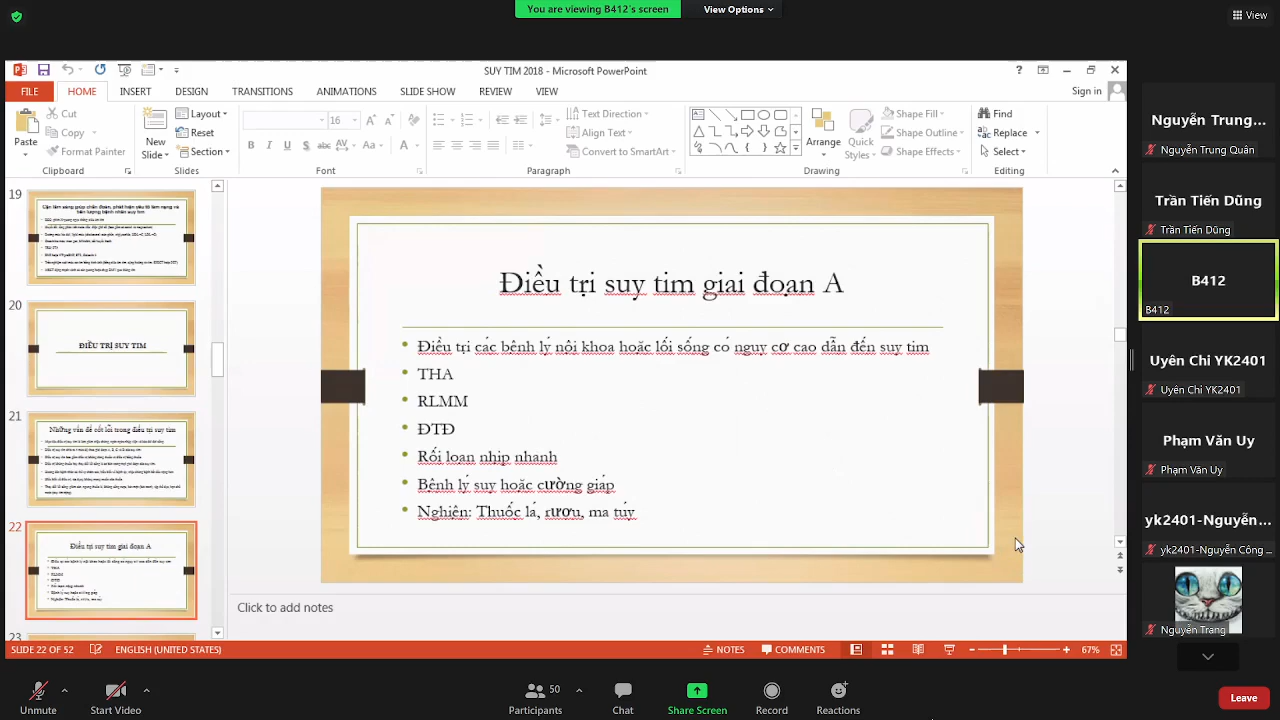 You are viewing B412's screen
View Options
View
SUY TIM 2018 - Microsoft PowerPoint
FILE
HOME
INSERT
DESIGN
TRANSITIONS
ANIMATIONS
SLIDE SHOW
REVIEW
VIEW
Sign in
Paste
Cut
Copy
Format Painter
Clipboard
New Slide
Layout
Reset
Section
Slides
16
Font
Text Direction
Align Text
Convert to SmartArt
Paragraph
Arrange
Quick Styles
Shape Fill
Shape Outline
Shape Effects
Drawing
Find
Replace
Select
Editing
19
20
ĐIỀU TRỊ SUY TIM
21
Những vấn đề cốt lõi trong điều trị suy tim
22
Điều trị suy tim giai đoạn A
23
Điều trị suy tim giai đoạn A
Điều trị các bệnh lý nội khoa hoặc lối sống có nguy cơ cao dẫn đến suy tim
THA
RLMM
ĐTĐ
Rối loạn nhịp nhanh
Bệnh lý suy hoặc cường giáp
Nghiện: Thuốc lá, rươu, ma túy
Click to add notes
SLIDE 22 OF 52
ENGLISH (UNITED STATES)
NOTES
COMMENTS
67%
Nguyễn Trung...
Nguyễn Trung Quân
Trần Tiến Dũng
Trần Tiến Dũng
B412
B412
Uyên Chi YK2401
Uyên Chi YK2401
Phạm Văn Uy
Phạm Văn Uy
yk2401-Nguyễn...
yk2401-Nguyễn Công ...
Nguyễn Trang
Unmute
Start Video
50
Participants
Chat
Share Screen
Record
Reactions
Leave